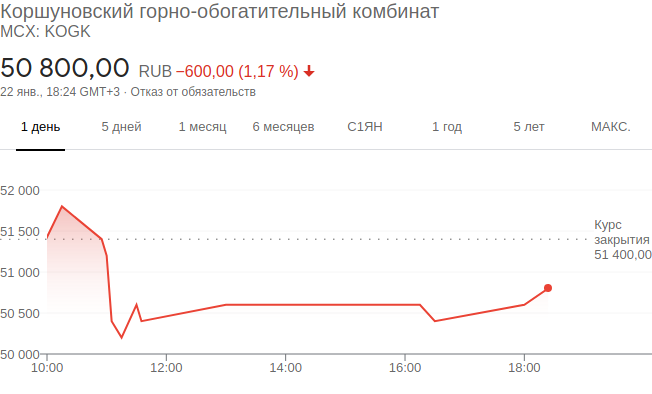 Коршуновский горно-обогатительный комбинат
MCX: KOGK
50 800,00 RUB −600,00 (1,17 %)
22 янв., 18:24 GMT+3 · Отказ от обязательств
1 день 5 дней 1 месяц 6 месяцев С1ЯН 1 год 5 лет МАКС.
52 000
51 500
51 000
50 500
50 000
Курс
закрытия
51 400,00
10:00 12:00 14:00 16:00 18:00